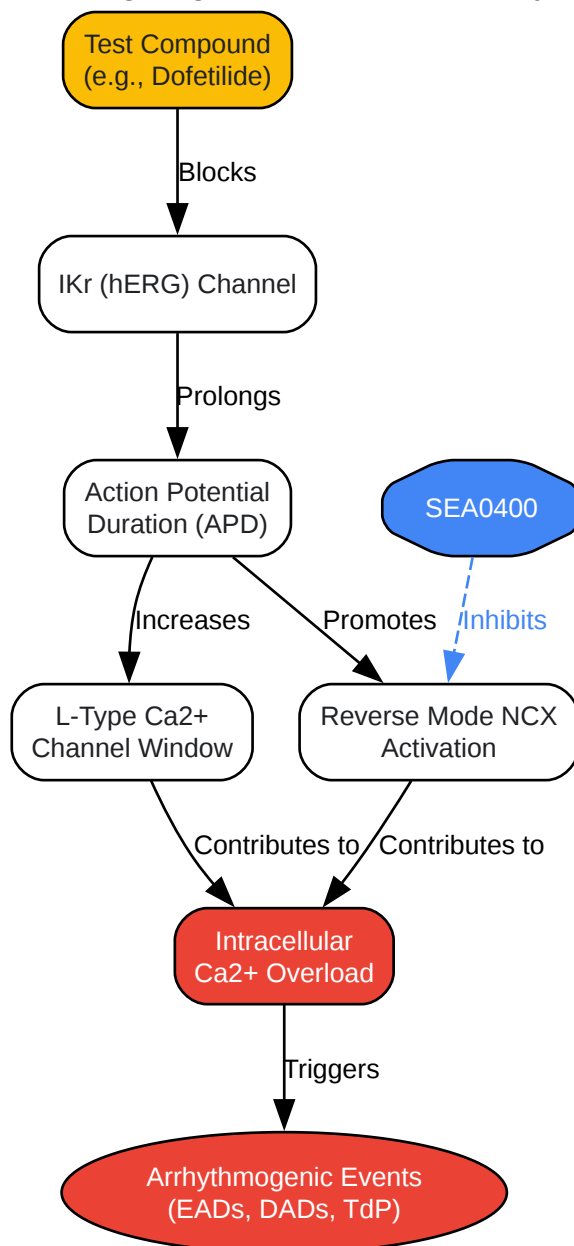 Test Compound
(e.g., Dofetilide)
Blocks
IKr (hERG) Channel
Prolongs
Action Potential
Duration (APD)
SEA0400
Increases
Promotes
Inhibits
L-Type Ca2+
Channel Window
Reverse Mode NCX
Activation
Contributes to
Contributes to
Intracellular
Ca2+ Overload
Triggers
Arrhythmogenic Events
(EADs, DADs, TdP)